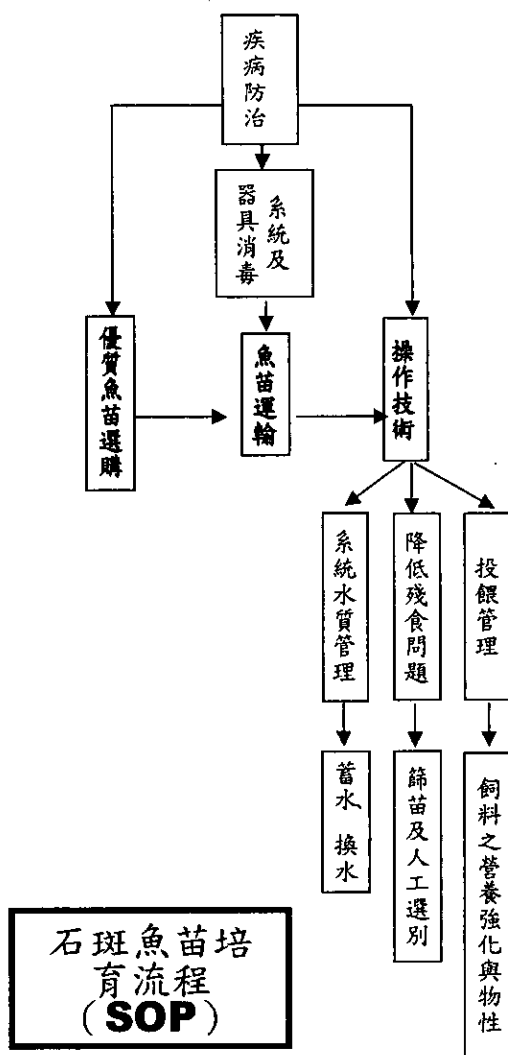 疾病防治
系統及
器具消毒
優質魚苗選購
魚苗運輸
操作技術
系統水質管理
降低殘食問題
投餵管理
蓄水、換水
篩苗及人工選別
飼料之營養強化與物性
石斑魚苗培
育流程
(SOP)